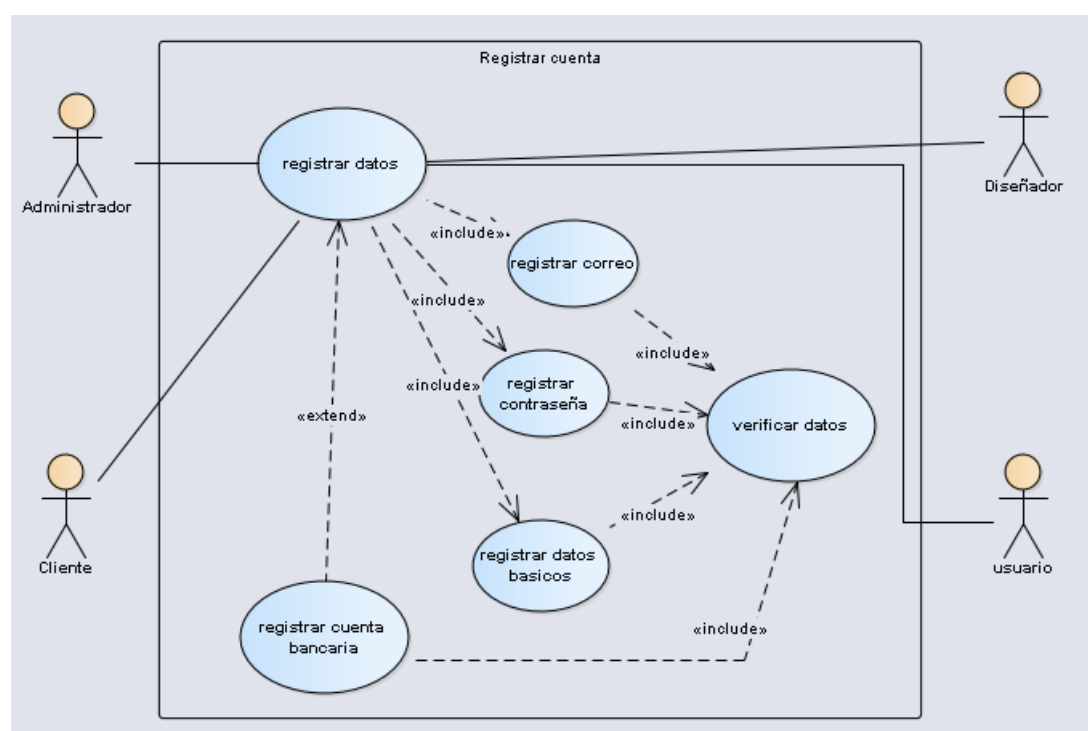 Registrar cuenta
Administrador
registrar datos
Diseñador
«include»
registrar correo
«include»
«include»
«include»
registrar
contraseña
«extend»
«include»
verificar datos
Cliente
«include»
usuario
registrar datos
basicos
registrar cuenta
bancaria
«include»